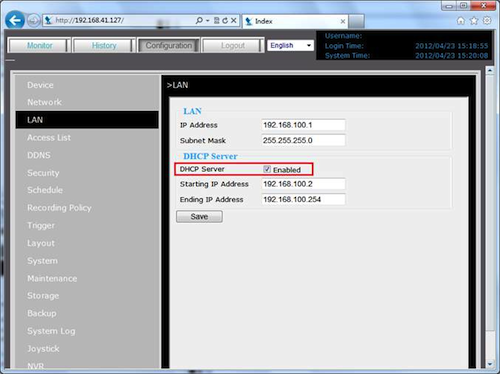 http://192.168.41.127/
Index
Monitor History Configuration Logout English
Username:
Login Time: 2012/04/23 15:18:55
System Time: 2012/04/23 15:20:08
Device
Network
LAN
Access List
DDNS
Security
Schedule
Recording Policy
Trigger
Layout
System
Maintenance
Storage
Backup
System Log
Joystick
NVR
>LAN
LAN
IP Address 192.168.100.1
Subnet Mask 255.255.255.0
DHCP Server
DHCP Server Enabled
Starting IP Address 192.168.100.2
Ending IP Address 192.168.100.254
Save